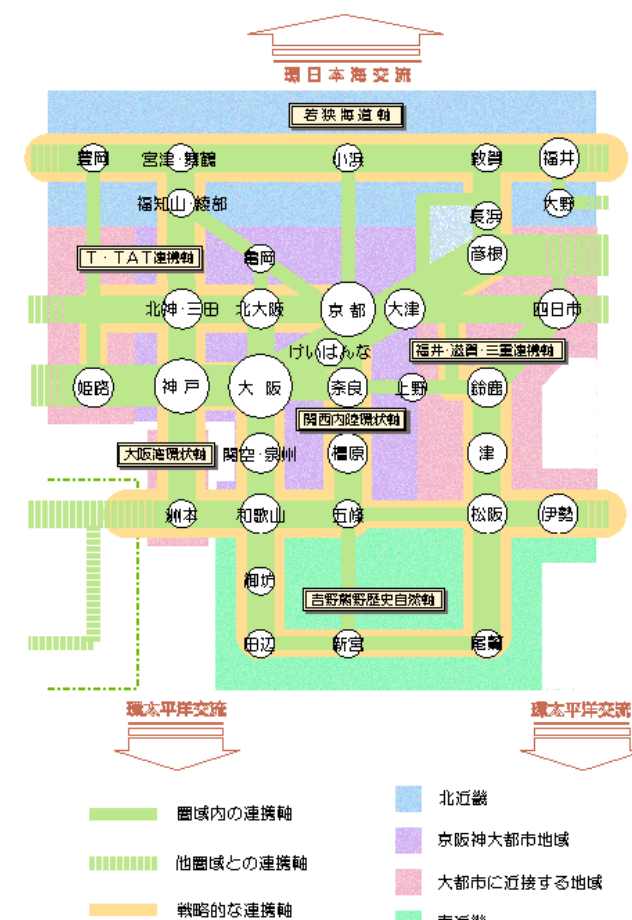 環日本海交流
若狭海道軸
豊岡
宮津・舞鶴
小浜
敦賀
福井
福知山・綾部
長浜
大野
T・TAT連携軸
亀岡
彦根
北神・三田
北大阪
京都
大津
四日市
けいはんな
福井・滋賀・三重連携軸
姫路
神戸
大阪
奈良
上野
鈴鹿
関西内陸環状軸
大阪湾環状軸
関空・泉州
橿原
津
洲本
和歌山
五條
松阪
伊勢
御坊
吉野熊野歴史自然軸
田辺
新宮
尾鷲
環太平洋交流
環太平洋交流
圏域内の連携軸
北近畿
京阪神大都市地域
他圏域との連携軸
大都市に近接する地域
戦略的な連携軸